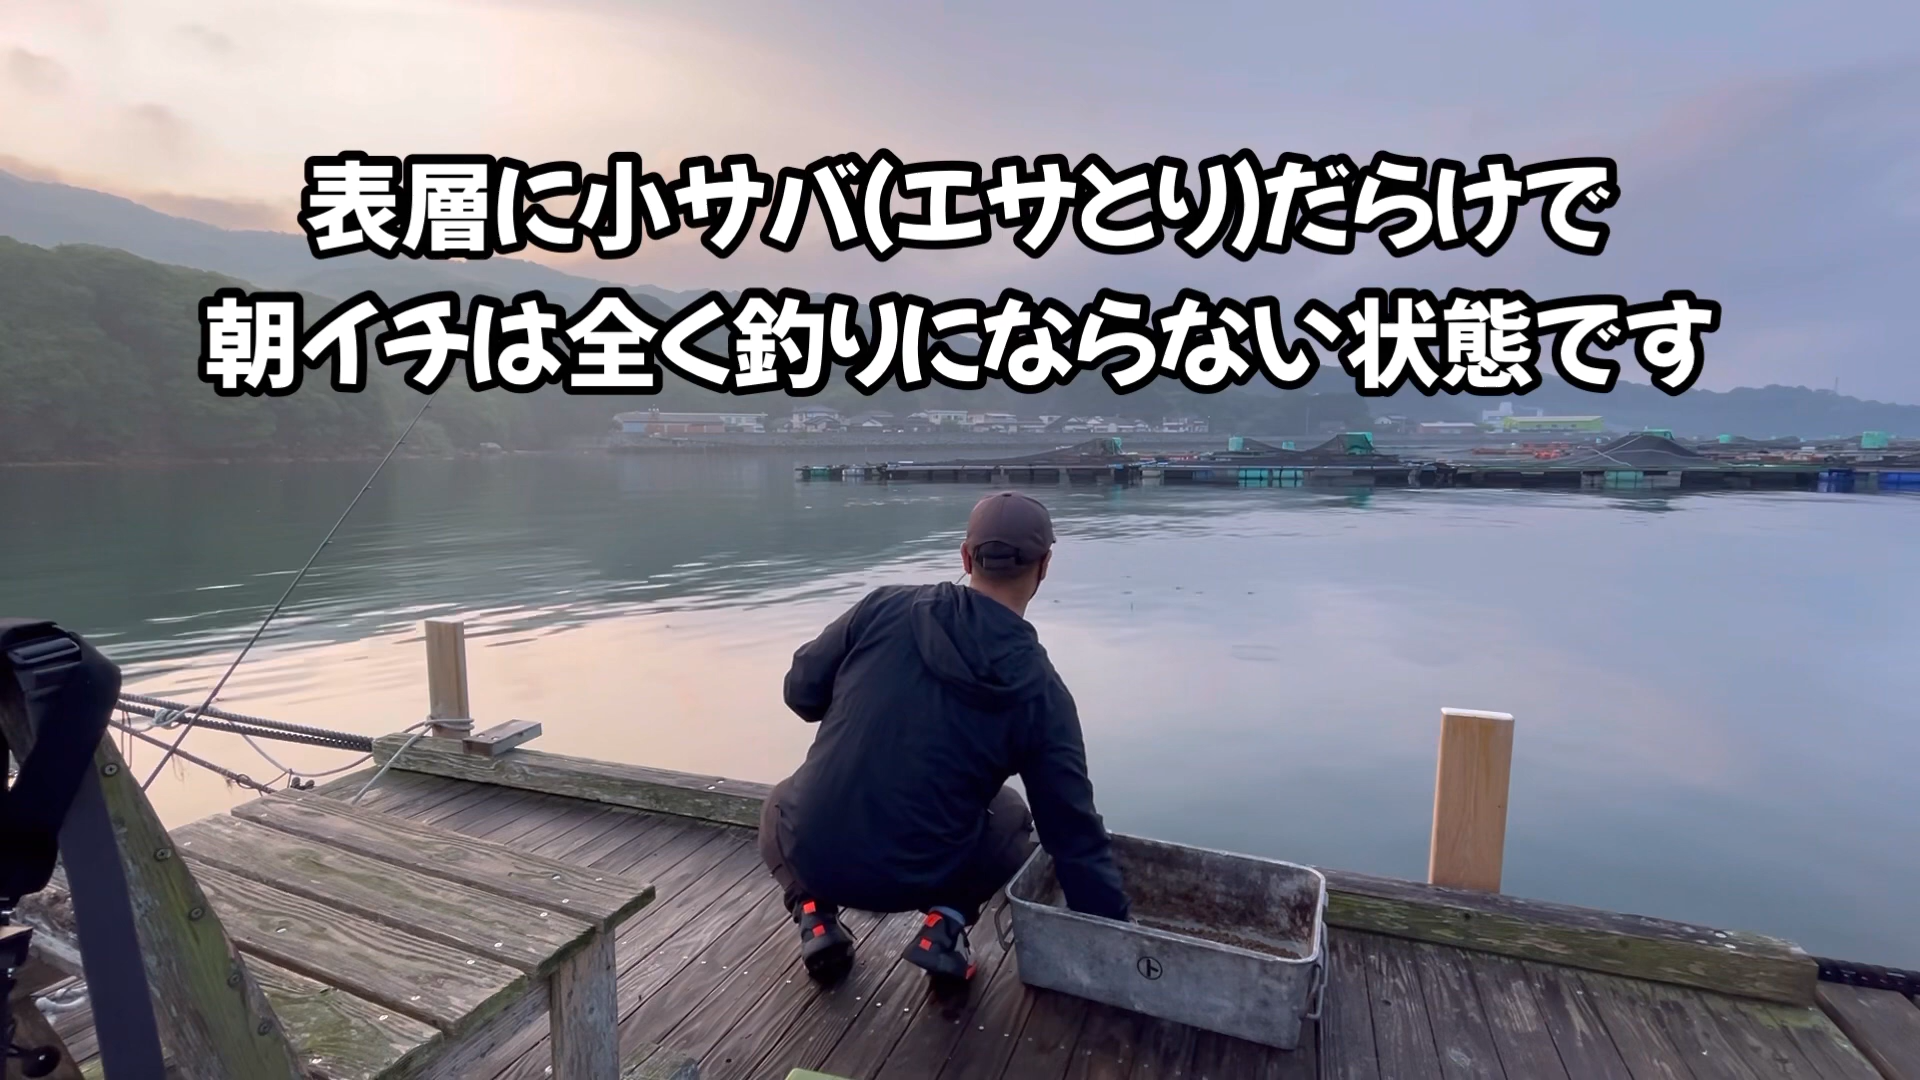 表層に小サバ(エサとり)だらけで
朝イチは全く釣りにならない状態です
ト